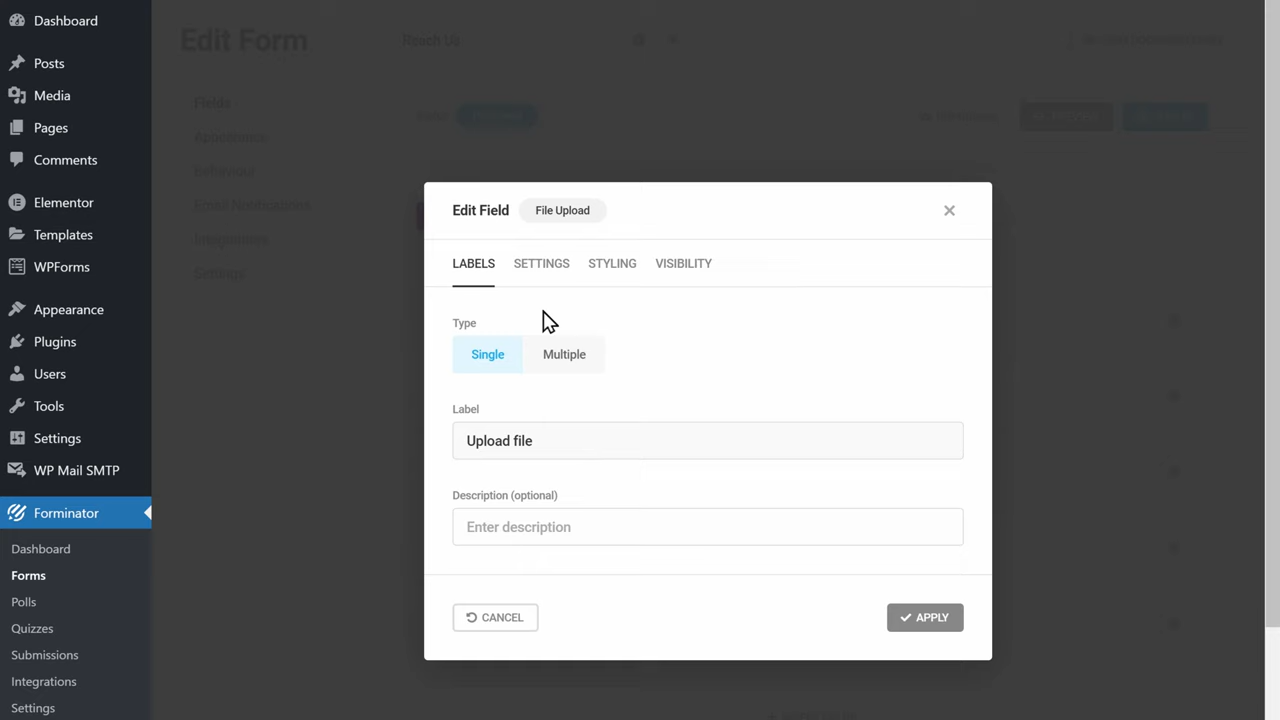 Dashboard
Posts
Media
Pages
Comments
Elementor
Templates
WPForms
Appearance
Plugins
Users
Tools
Settings
WP Mail SMTP
Forminator
Dashboard
Forms
Polls
Quizzes
Submissions
Integrations
Settings
Edit Form
Reach Us
Fields
Appearance
Behaviour
Email Notifications
Integrations
Settings
Edit Field File Upload
LABELS SETTINGS STYLING VISIBILITY
Type
Single Multiple
Label
Upload file
Description (optional)
Enter description
CANCEL APPLY